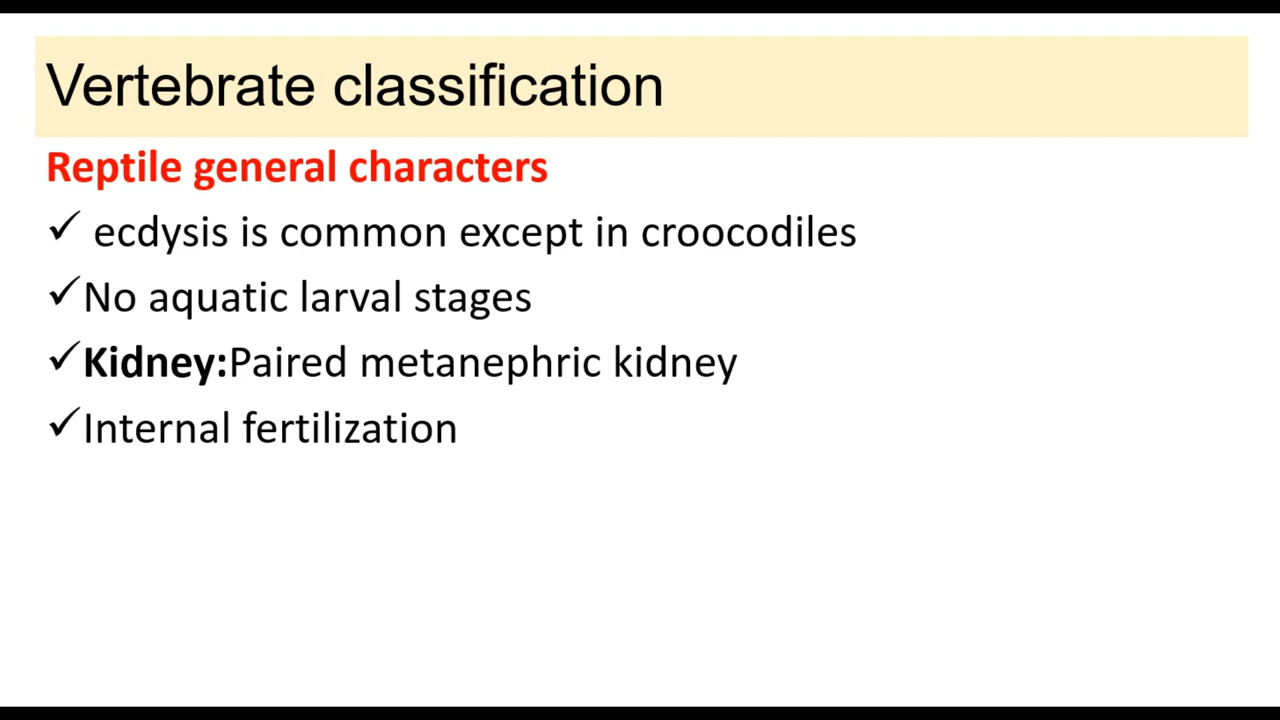 Vertebrate classification
Reptile general characters
✓ ecdysis is common except in croocodiles
✓No aquatic larval stages
✓Kidney:Paired metanephric kidney
✓Internal fertilization